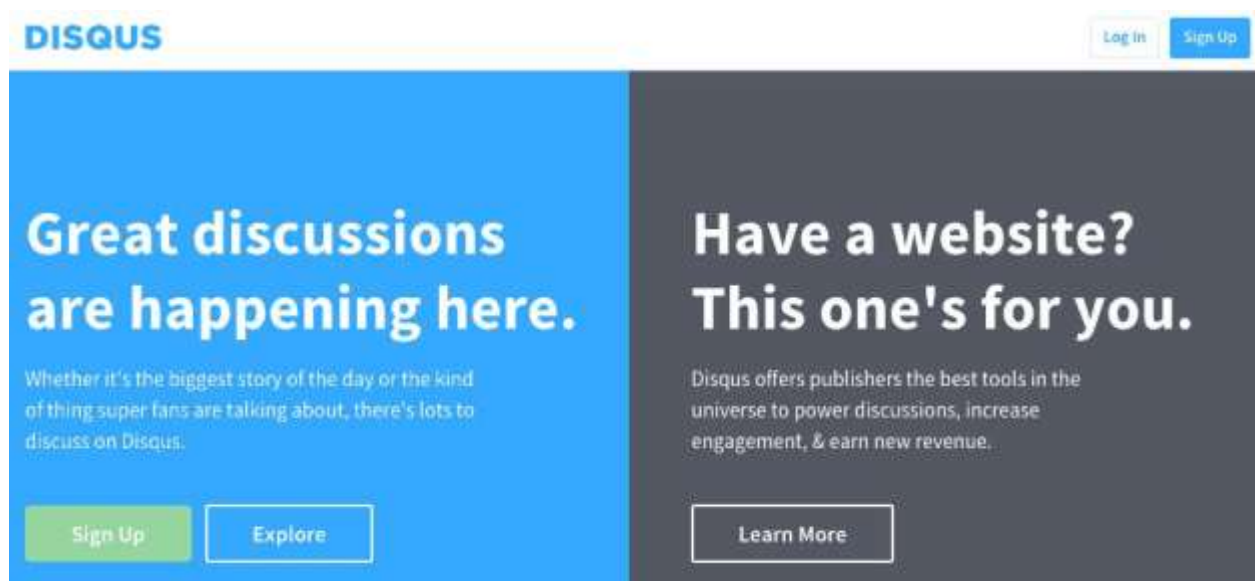 DISQUS
Log In
Sign Up
Great discussions
are happening here.
Whether it's the biggest story of the day or the kind
of thing super fans are talking about, there's lots to
discuss on Disqus.
Sign Up
Explore
Have a website?
This one's for you.
Disqus offers publishers the best tools in the
universe to power discussions, increase
engagement, & earn new revenue.
Learn More